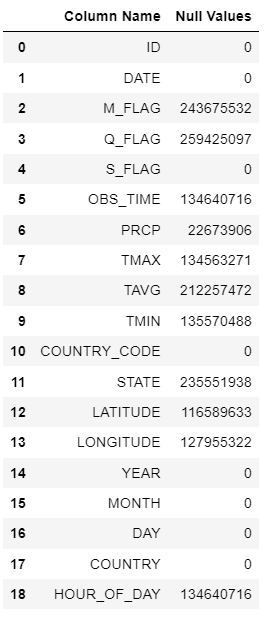 Column Name Null Values
0 ID 0
1 DATE 0
2 M_FLAG 243675532
3 Q_FLAG 259425097
4 S_FLAG 0
5 OBS_TIME 134640716
6 PRCP 22673906
7 TMAX 134563271
8 TAVG 212257472
9 TMIN 135570488
10 COUNTRY_CODE 0
11 STATE 235551938
12 LATITUDE 116589633
13 LONGITUDE 127955322
14 YEAR 0
15 MONTH 0
16 DAY 0
17 COUNTRY 0
18 HOUR_OF_DAY 134640716